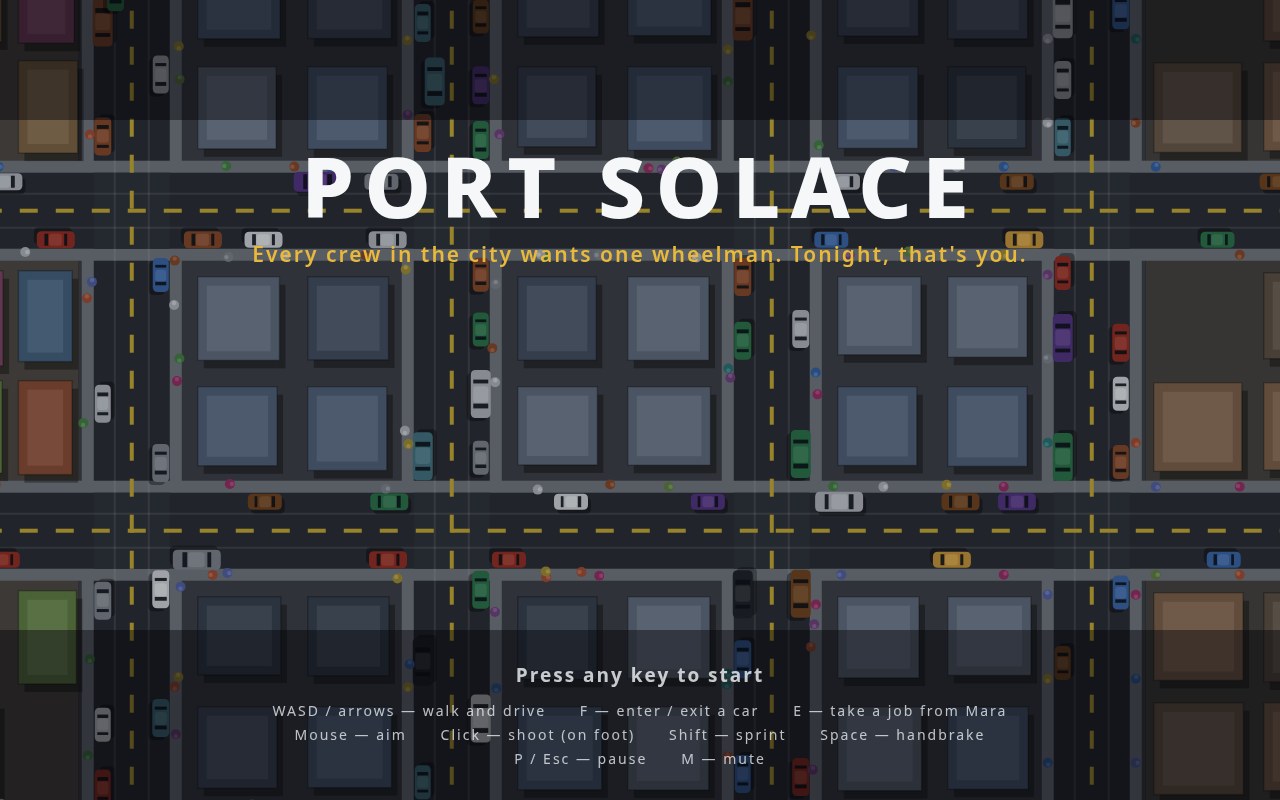 PORT SOLACE
Every crew in the city wants one wheelman. Tonight, that's you.
Press any key to start
WASD / arrows — walk and drive F — enter / exit a car E — take a job from Mara
Mouse — aim Click — shoot (on foot) Shift — sprint Space — handbrake
P / Esc — pause M — mute